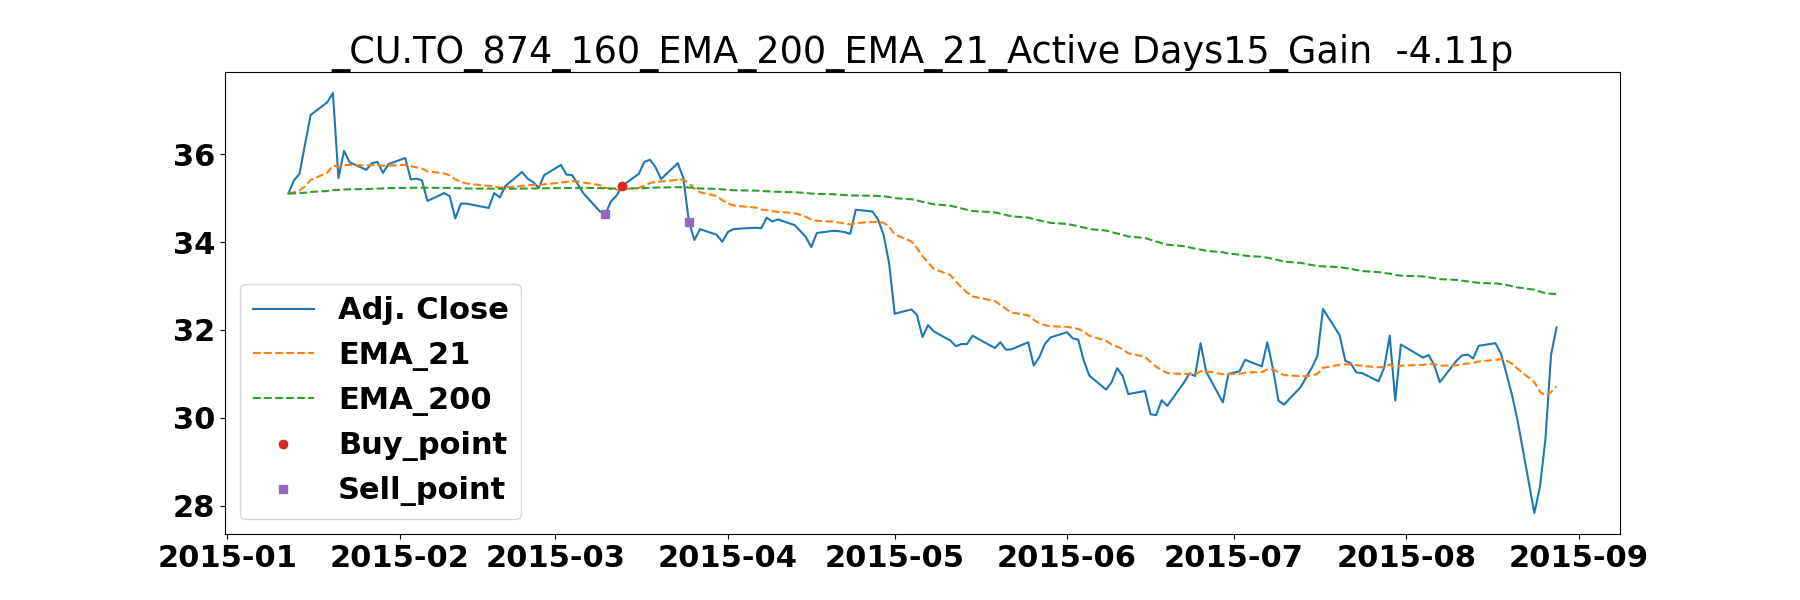 _CU.TO_874_160_EMA_200_EMA_21_Active Days15_Gain  -4.11p
36
34
32
30
28
Adj. Close
EMA_21
EMA_200
Buy_point
Sell_point
2015-01 2015-02 2015-03 2015-04 2015-05 2015-06 2015-07 2015-08 2015-09